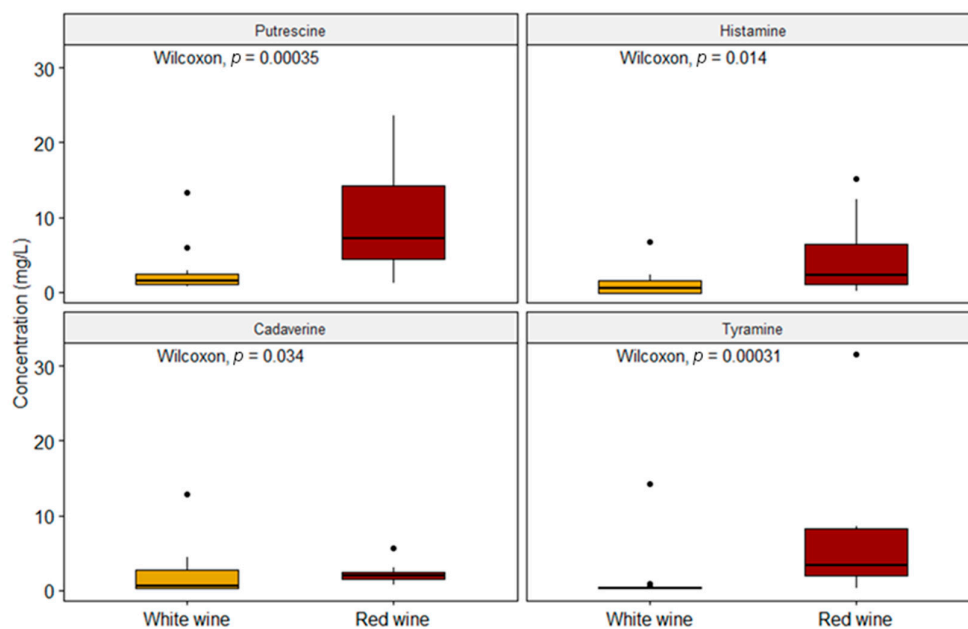 Putrescine
Histamine
Wilcoxon, p = 0.00035
Wilcoxon, p = 0.014
30
20
10
0
Concentration (mg/L)
Cadaverine
Tyramine
Wilcoxon, p = 0.034
Wilcoxon, p = 0.00031
30
20
10
0
White wine
Red wine
White wine
Red wine